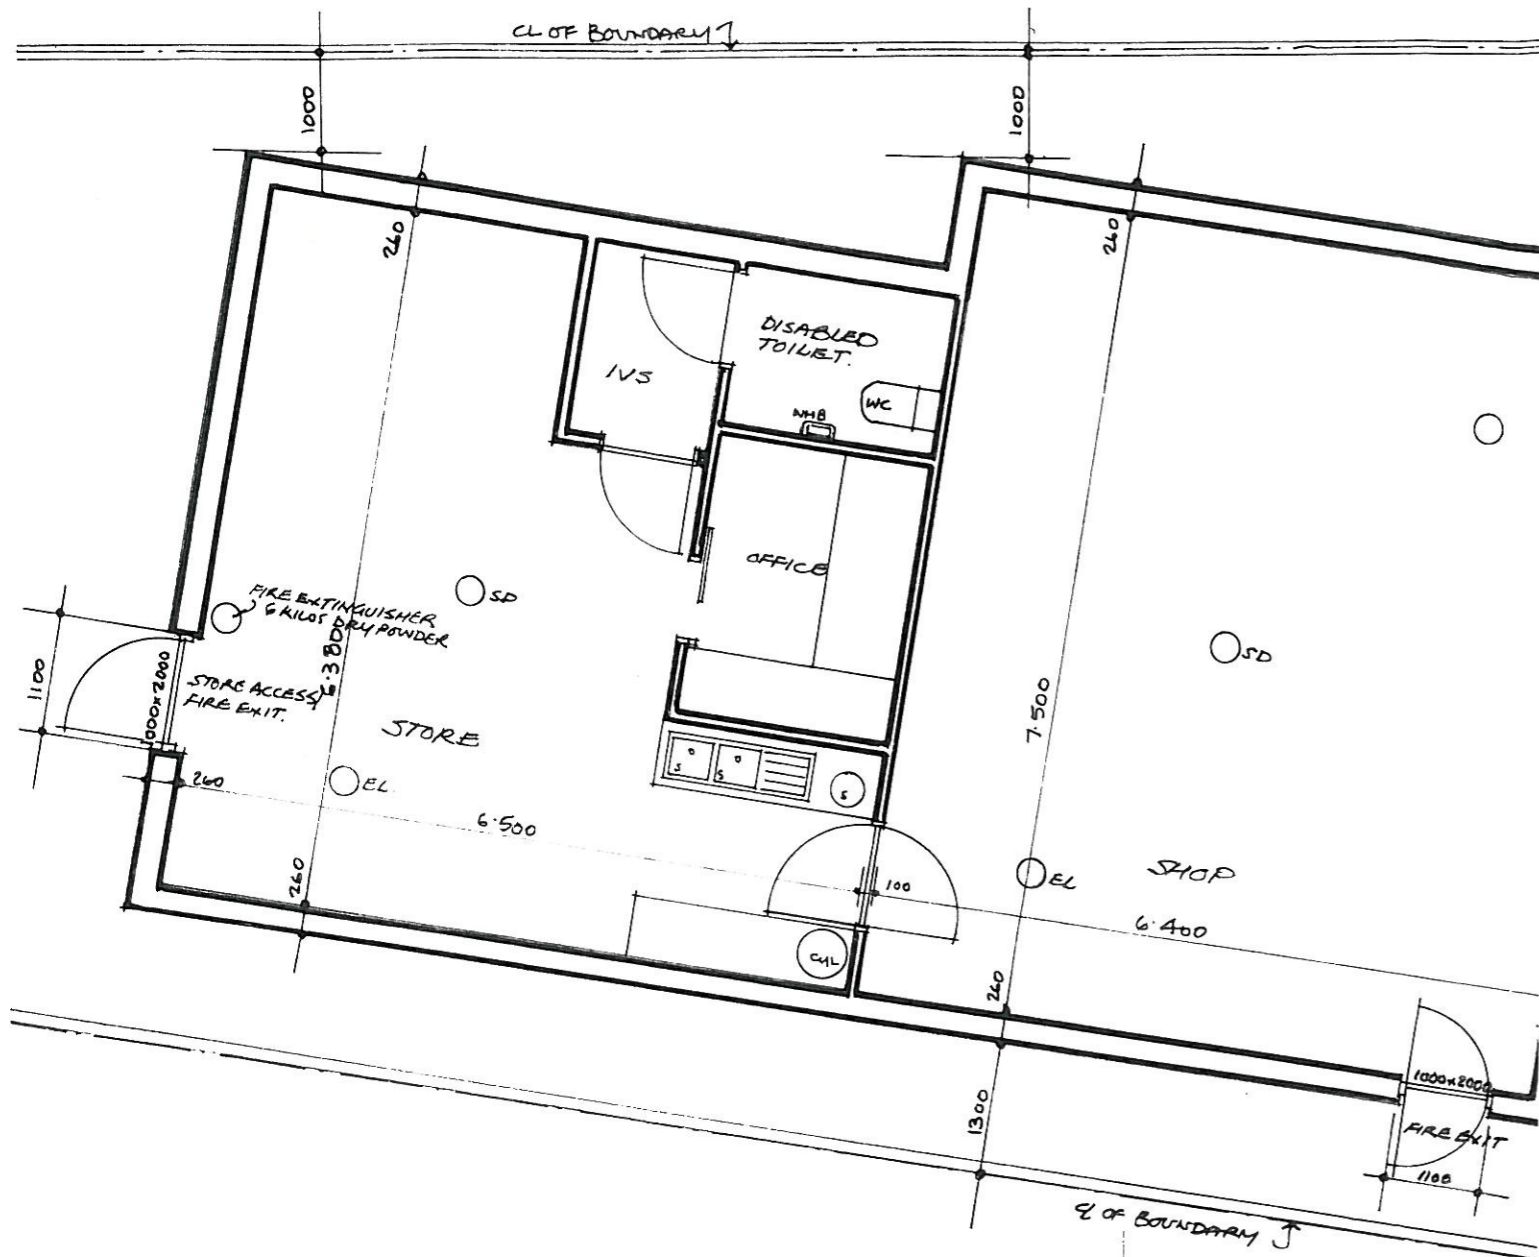 CL OF BOUNDARY
1000
1000
260
260
DISABLED
TOILET.
IVS
WC
WHB
OFFICE
FIRE EXTINGUISHER
6 KILOS DRY POWDER
SD
SD
1100
1000x2000
STORE ACCESS/
FIRE EXIT.
STORE
7.500
S
S
S
260
EL.
6.500
SHOP
EL
100
6.400
260
CYL
260
1300
1000x2000
FIRE EXIT
1100
CL OF BOUNDARY